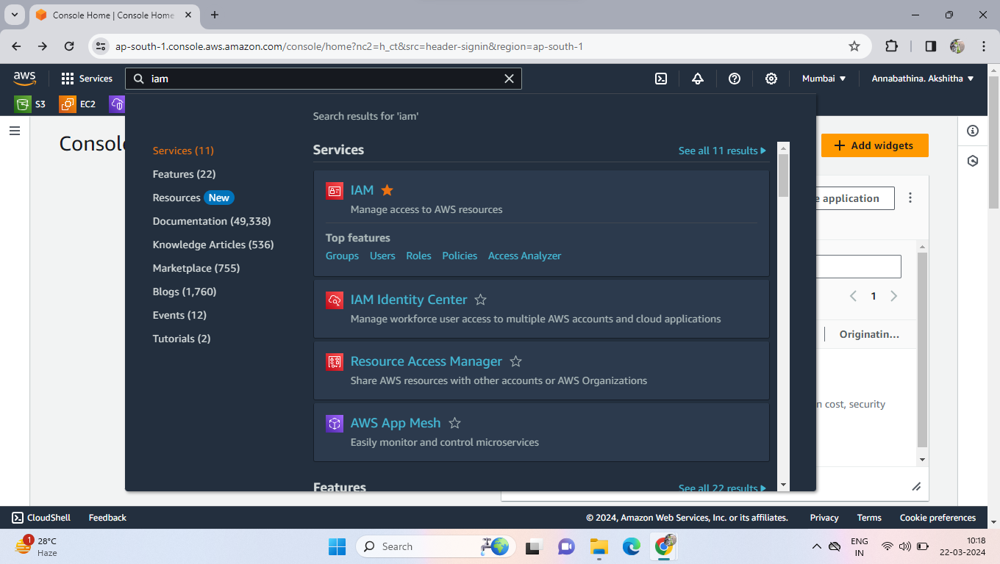 Console Home | Console Home
ap-south-1.console.aws.amazon.com/console/home?nc2=h_ct&src=header-signin&region=ap-south-1
aws
Services
iam
Mumbai
Annabathina. Akshitha
S3
EC2
Search results for 'iam'
Services (11)
Features (22)
Resources New
Documentation (49,338)
Knowledge Articles (536)
Marketplace (755)
Blogs (1,760)
Events (12)
Tutorials (2)
Services
See all 11 results
IAM
Manage access to AWS resources
Top features
Groups Users Roles Policies Access Analyzer
IAM Identity Center
Manage workforce user access to multiple AWS accounts and cloud applications
Resource Access Manager
Share AWS resources with other accounts or AWS Organizations
AWS App Mesh
Easily monitor and control microservices
Features
See all 22 results
Consol
Add widgets
e application
1
Originatin...
n cost, security
CloudShell
Feedback
© 2024, Amazon Web Services, Inc. or its affiliates.
Privacy
Terms
Cookie preferences
1
28°C
Haze
Search
ENG
IN
10:18
22-03-2024